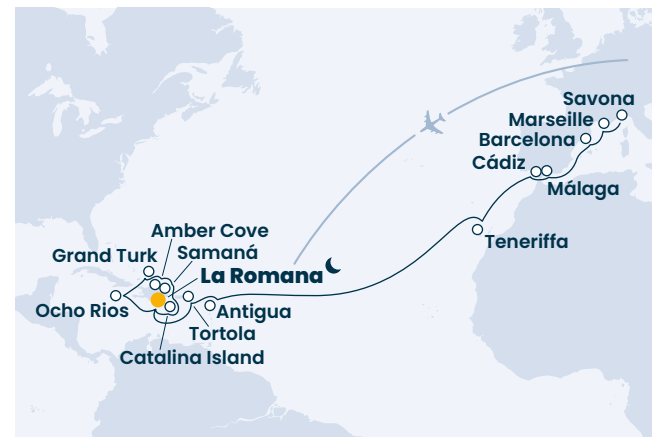 Savona
Marseille
Barcelona
Cádiz
Málaga
Teneriffa
Amber Cove
Samaná
Grand Turk
La Romana
Ocho Rios
Antigua
Tortola
Catalina Island